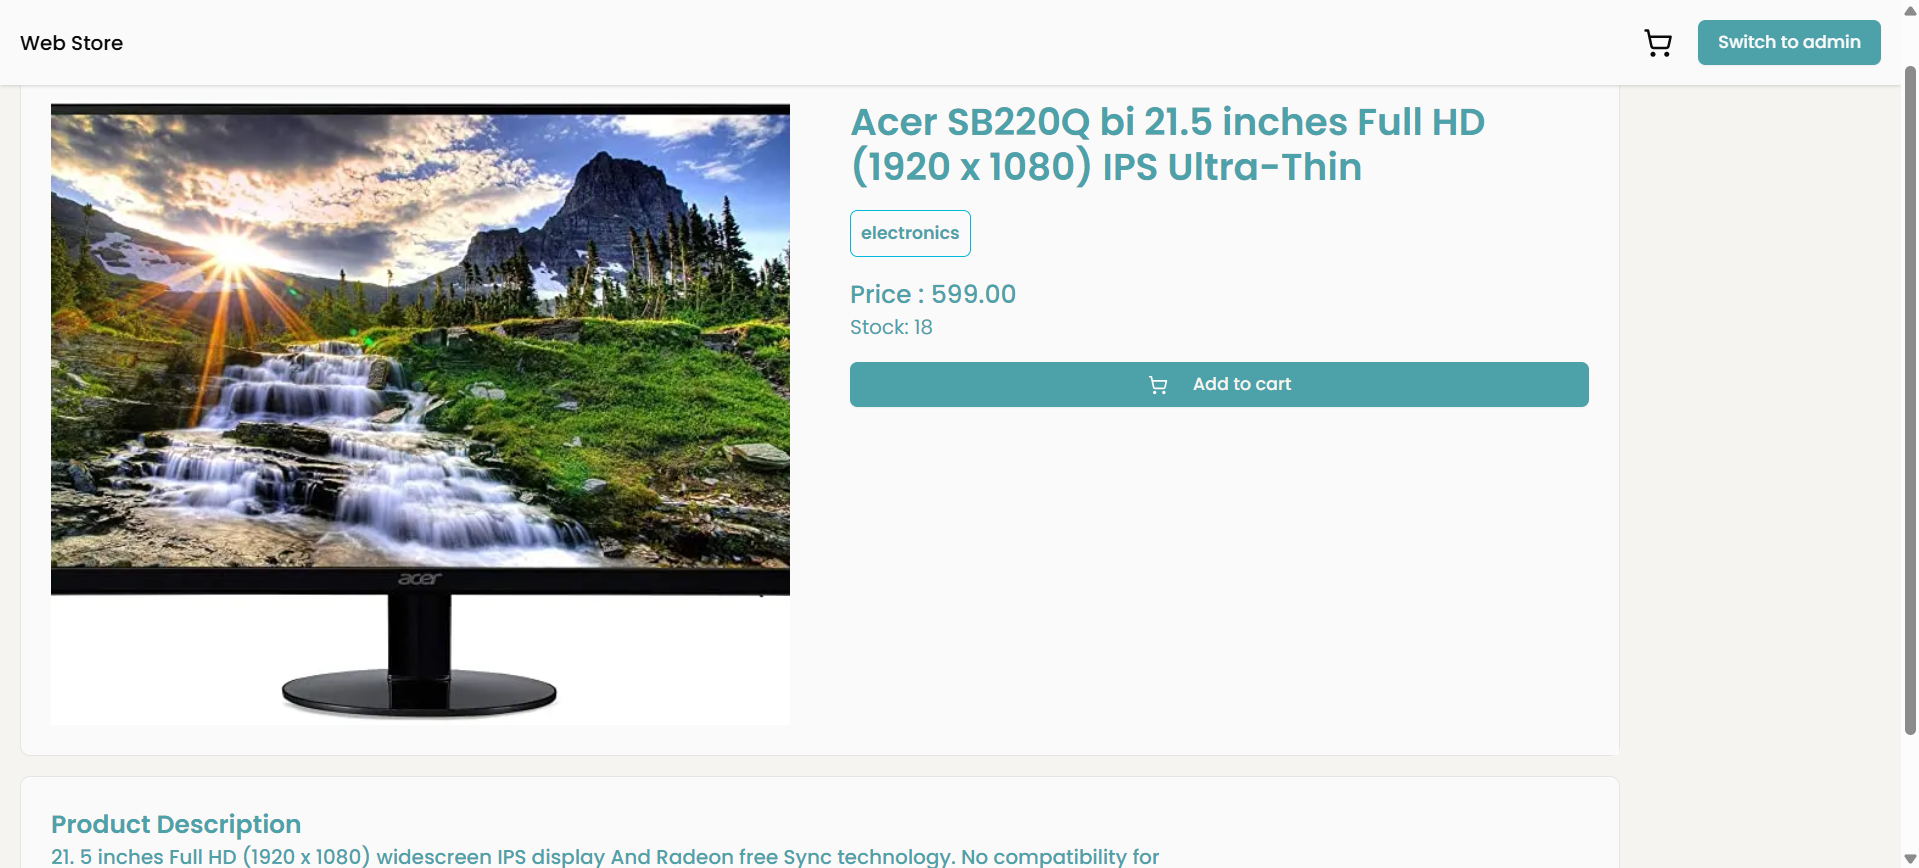 Web Store
Switch to admin
acer
Acer SB220Q bi 21.5 inches Full HD
(1920 x 1080) IPS Ultra-Thin
electronics
Price : 599.00
Stock: 18
Add to cart
Product Description
21. 5 inches Full HD (1920 x 1080) widescreen IPS display And Radeon free Sync technology. No compatibility for